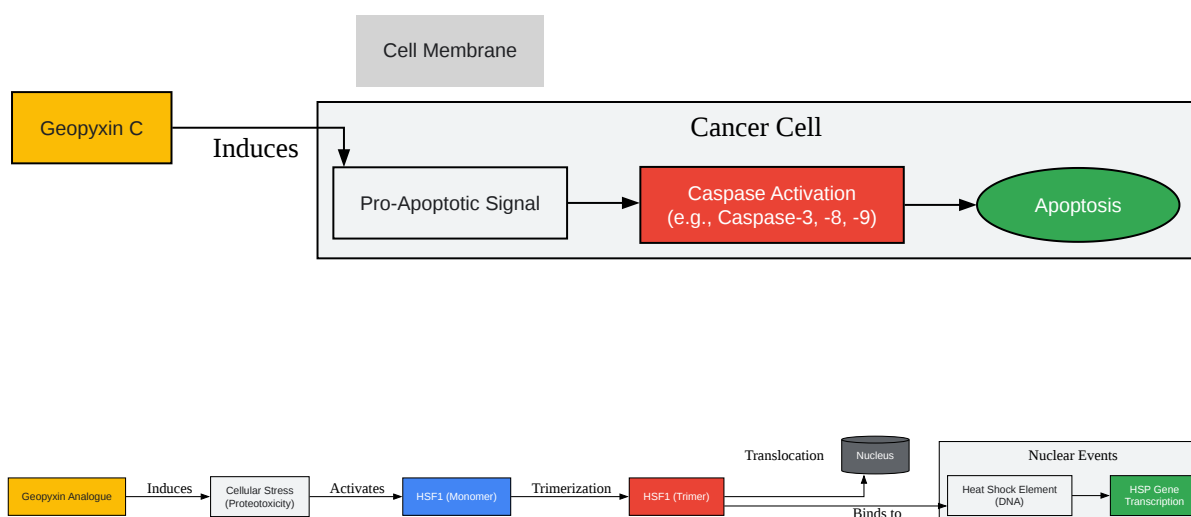 Cell Membrane
Geopyxin C
Induces
Cancer Cell
Pro-Apoptotic Signal
Caspase Activation
(e.g., Caspase-3, -8, -9)
Apoptosis
Translocation
Nucleus
Nuclear Events
Geopyxin Analogue
Induces
Cellular Stress
(Proteotoxicity)
Activates
HSF1 (Monomer)
Trimerization
HSF1 (Trimer)
Binds to
Heat Shock Element
(DNA)
HSP Gene
Transcription